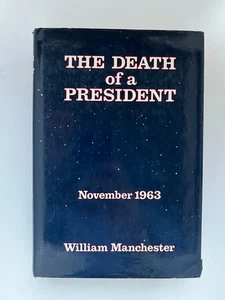 THE DEATH
of a
PRESIDENT
November 1963
William Manchester